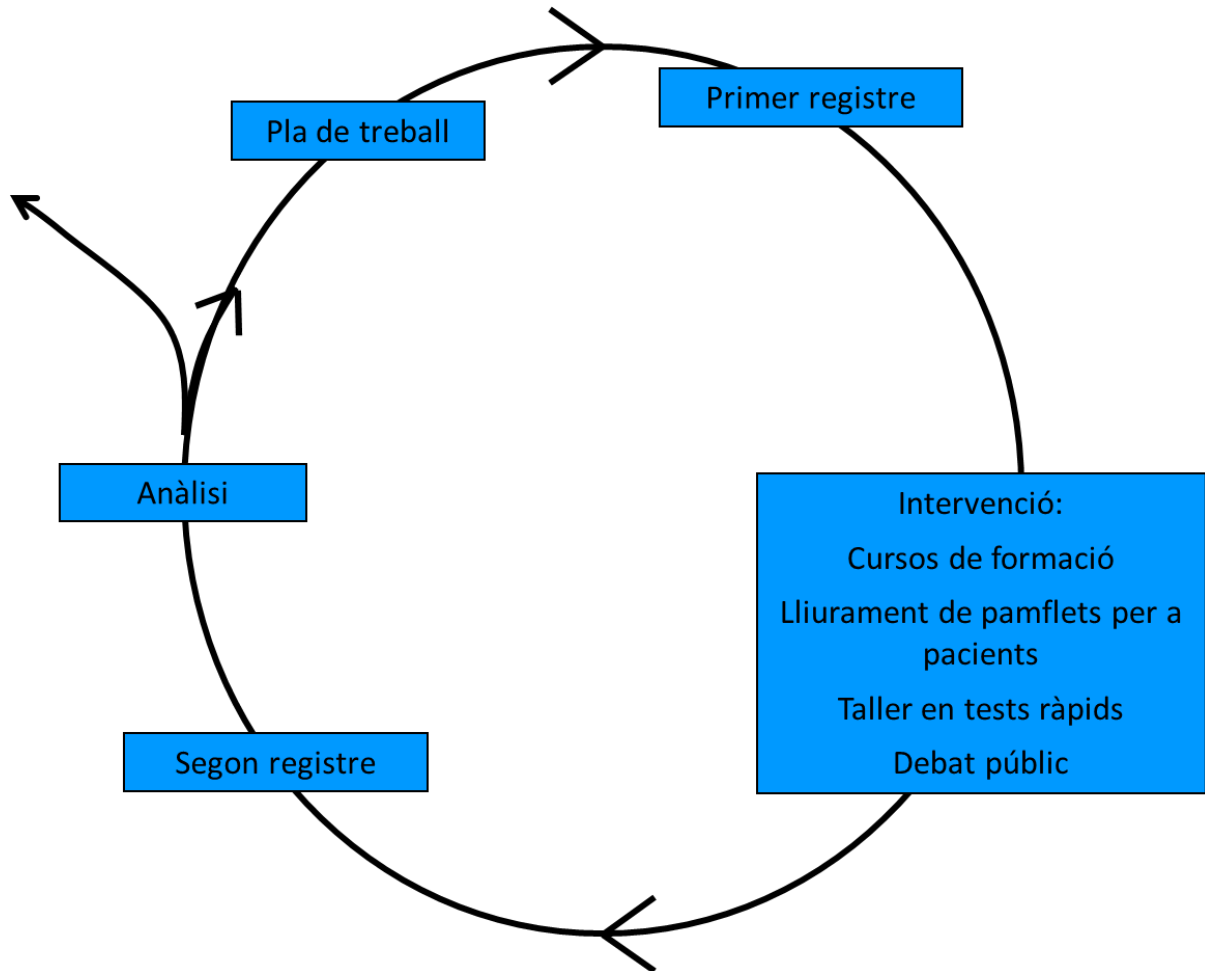 Primer registre
Pla de treball
Anàlisi
Intervenció:
Cursos de formació
Lliurament de pamflets per a
pacients
Taller en tests ràpids
Debat públic
Segon registre